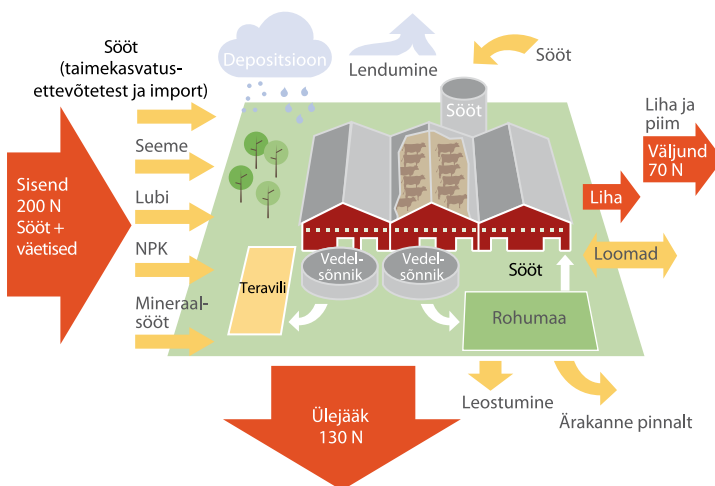 Sööt
(taimekasvatus-
ettevõtetest ja import)
Depositsioon
Lendumine
Sööt
Sööt
Liha ja
piim
Väljund
70 N
Seeme
Sisend
200 N
Sööt +
väetised
Lubi
Liha
NPK
Vedel-
sõnnik
Vedel-
sõnnik
Sööt
Loomad
Teravili
Mineraal-
sööt
Rohumaa
Leostumine
Ärakanne pinnalt
Ülejääk
130 N